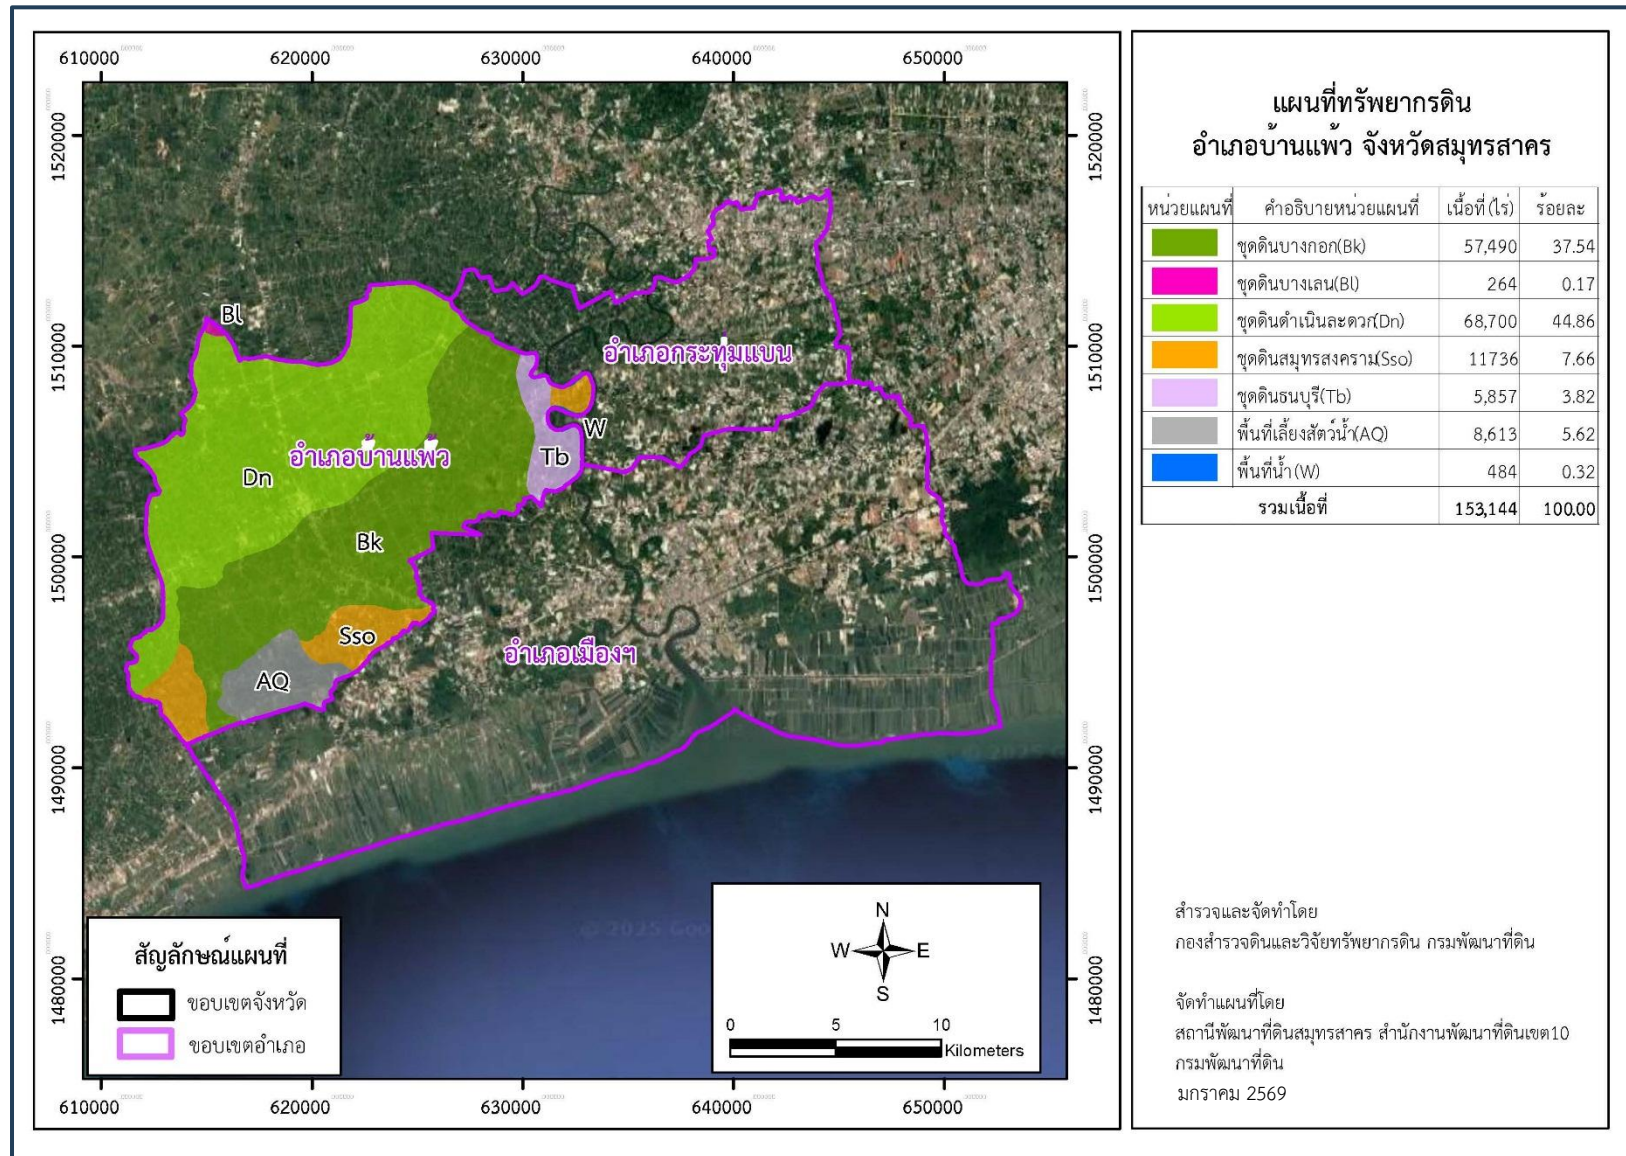 610000 620000 630000 640000 650000
1520000 1510000 1500000 1490000 1480000
1520000 1510000 1500000 1490000 1480000
610000 620000 630000 640000 650000
Bl
อำเภอกระทุมแบน
W
อำเภอบ้านแพ้ว
Tb
Dn
Bk
Sso
อำเภอเมืองฯ
AQ
© 2025 Goo
สัญลักษณ์แผนที่
ขอบเขตจังหวัด
ขอบเขตอำเภอ
N
W E
S
0 5 10
Kilometers
แผนที่ทรัพยากรดิน
อำเภอบ้านแพ้ว จังหวัดสมุทรสาคร
หน่วยแผนที่ คำอธิบายหน่วยแผนที่ เนื้อที่(ไร่) ร้อยละ
ชุดดินบางกอก(Bk) 57,490 37.54
ชุดดินบางเลน(Bl) 264 0.17
ชุดดินดำเนินสะดวก(Dn) 68,700 44.86
ชุดดินสมุทรสงคราม(Sso) 11736 7.66
ชุดดินธนบุรี(Tb) 5,857 3.82
พื้นที่เลี้ยงสัตว์น้ำ(AQ) 8,613 5.62
พื้นที่น้ำ(W) 484 0.32
รวมเนื้อที่ 153,144 100.00
สำรวจและจัดทำโดย
กองสำรวจดินและวิจัยทรัพยากรดิน กรมพัฒนาที่ดิน
จัดทำแผนที่โดย
สถานีพัฒนาที่ดินสมุทรสาคร สำนักงานพัฒนาที่ดินเขต10
กรมพัฒนาที่ดิน
มกราคม 2569